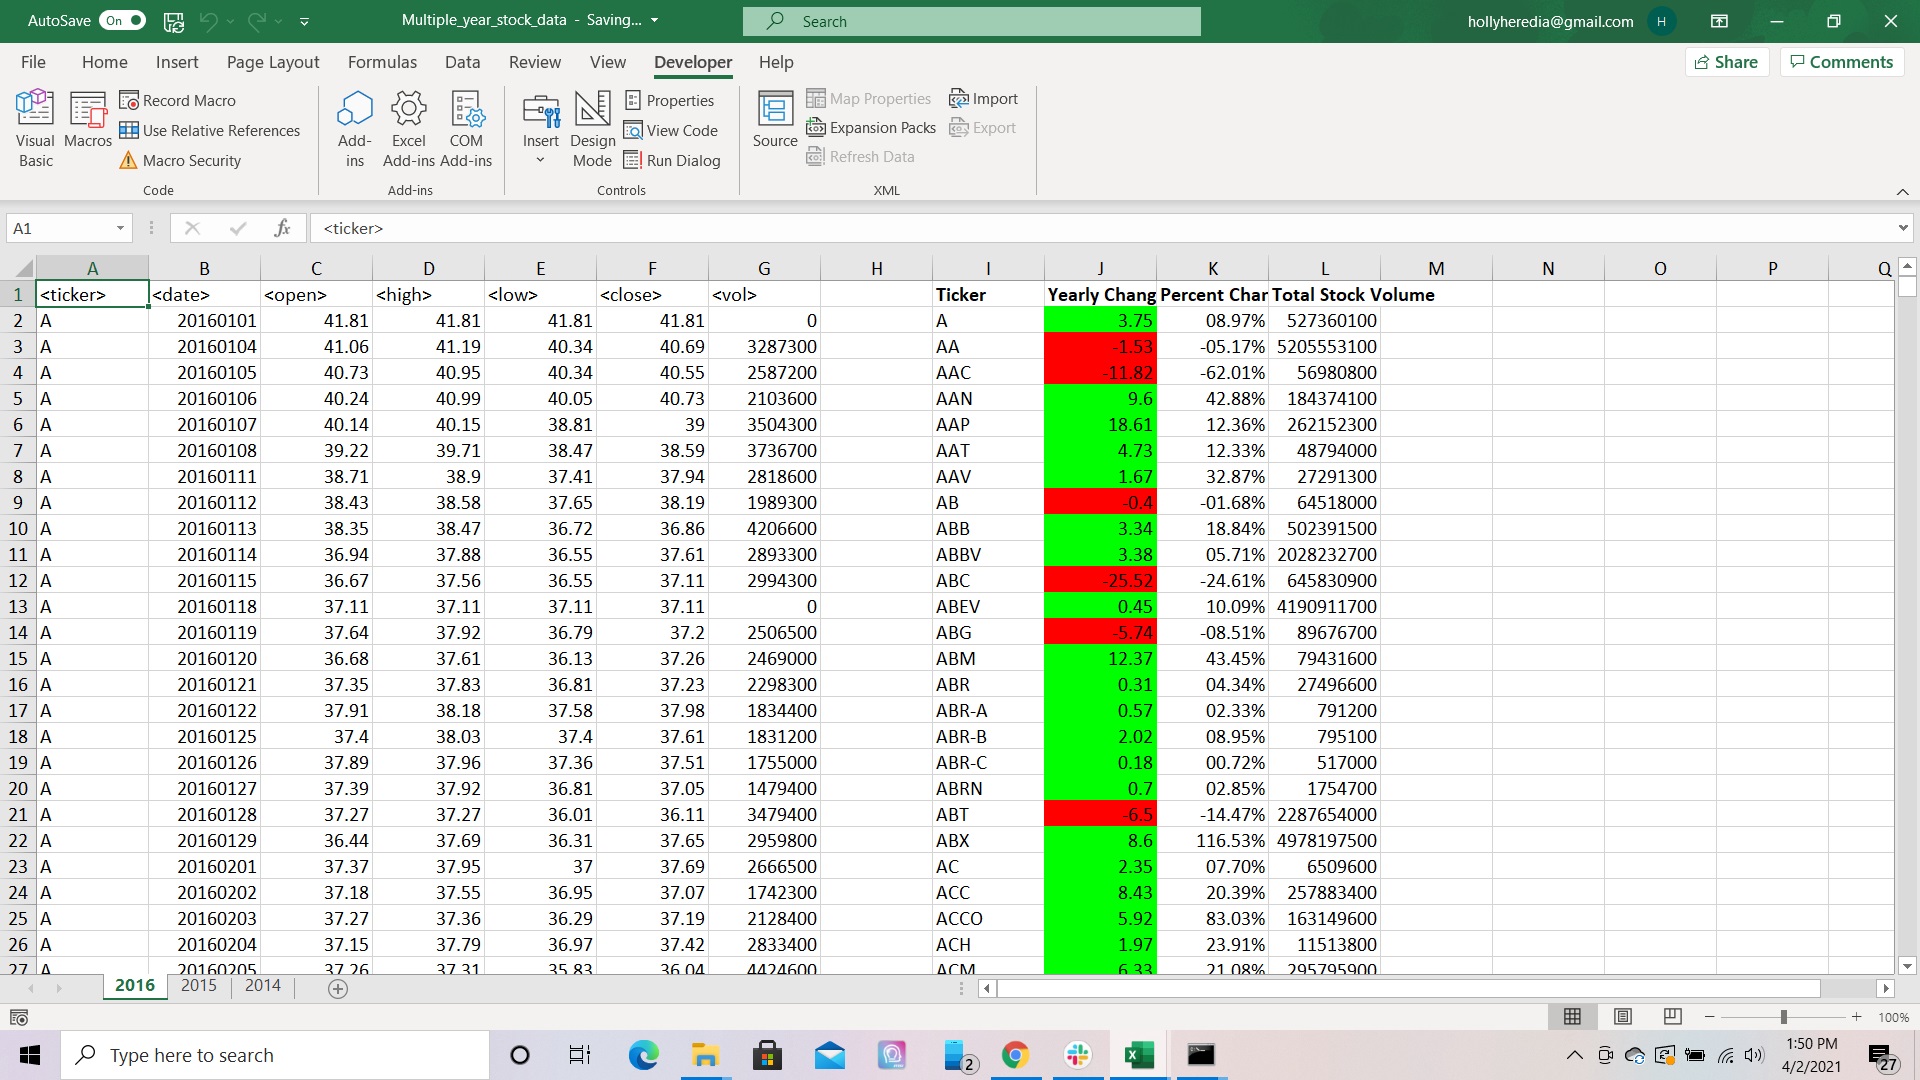 AutoSave On Multiple_year_stock_data - Saving... Search hollyheredia@gmail.com H
File Home Insert Page Layout Formulas Data Review View Developer Help Share Comments
Visual Basic Macros Record Macro Use Relative References Macro Security Code
Add-ins Excel Add-ins COM Add-ins Add-ins
Insert Design Mode Properties View Code Run Dialog Controls
Source Map Properties Expansion Packs Refresh Data Import Export XML
A1 fx <ticker>
A B C D E F G H I J K L M N O P Q
1 <ticker> <date> <open> <high> <low> <close> <vol> Ticker Yearly Chang Percent Char Total Stock Volume
2 A 20160101 41.81 41.81 41.81 41.81 0 A 3.75 08.97% 527360100
3 A 20160104 41.06 41.19 40.34 40.69 3287300 AA -1.53 -05.17% 5205553100
4 A 20160105 40.73 40.95 40.34 40.55 2587200 AAC -11.82 -62.01% 56980800
5 A 20160106 40.24 40.99 40.05 40.73 2103600 AAN 9.6 42.88% 184374100
6 A 20160107 40.14 40.15 38.81 39 3504300 AAP 18.61 12.36% 262152300
7 A 20160108 39.22 39.71 38.47 38.59 3736700 AAT 4.73 12.33% 48794000
8 A 20160111 38.71 38.9 37.41 37.94 2818600 AAV 1.67 32.87% 27291300
9 A 20160112 38.43 38.58 37.65 38.19 1989300 AB -0.4 -01.68% 64518000
10 A 20160113 38.35 38.47 36.72 36.86 4206600 ABB 3.34 18.84% 502391500
11 A 20160114 36.94 37.88 36.55 37.61 2893300 ABBV 3.38 05.71% 2028232700
12 A 20160115 36.67 37.56 36.55 37.11 2994300 ABC -25.52 -24.61% 645830900
13 A 20160118 37.11 37.11 37.11 37.11 0 ABEV 0.45 10.09% 4190911700
14 A 20160119 37.64 37.92 36.79 37.2 2506500 ABG -5.74 -08.51% 89676700
15 A 20160120 36.68 37.61 36.13 37.26 2469000 ABM 12.37 43.45% 79431600
16 A 20160121 37.35 37.83 36.81 37.23 2298300 ABR 0.31 04.34% 27496600
17 A 20160122 37.91 38.18 37.58 37.98 1834400 ABR-A 0.57 02.33% 791200
18 A 20160125 37.4 38.03 37.4 37.61 1831200 ABR-B 2.02 08.95% 795100
19 A 20160126 37.89 37.96 37.36 37.51 1755000 ABR-C 0.18 00.72% 517000
20 A 20160127 37.39 37.92 36.81 37.05 1479400 ABRN 0.7 02.85% 1754700
21 A 20160128 37.27 37.27 36.01 36.11 3479400 ABT -6.5 -14.47% 2287654000
22 A 20160129 36.44 37.69 36.31 37.65 2959800 ABX 8.6 116.53% 4978197500
23 A 20160201 37.37 37.95 37 37.69 2666500 AC 2.35 07.70% 6509600
24 A 20160202 37.18 37.55 36.95 37.07 1742300 ACC 8.43 20.39% 257883400
25 A 20160203 37.27 37.36 36.29 37.19 2128400 ACCO 5.92 83.03% 163149600
26 A 20160204 37.15 37.79 36.97 37.42 2833400 ACH 1.97 23.91% 11513800
27 A 20160205 37.26 37.31 35.83 36.04 4424600 ACM 6.33 21.08% 295795900
2016 2015 2014
100%
Type here to search 2 1:50 PM
4/2/2021 27